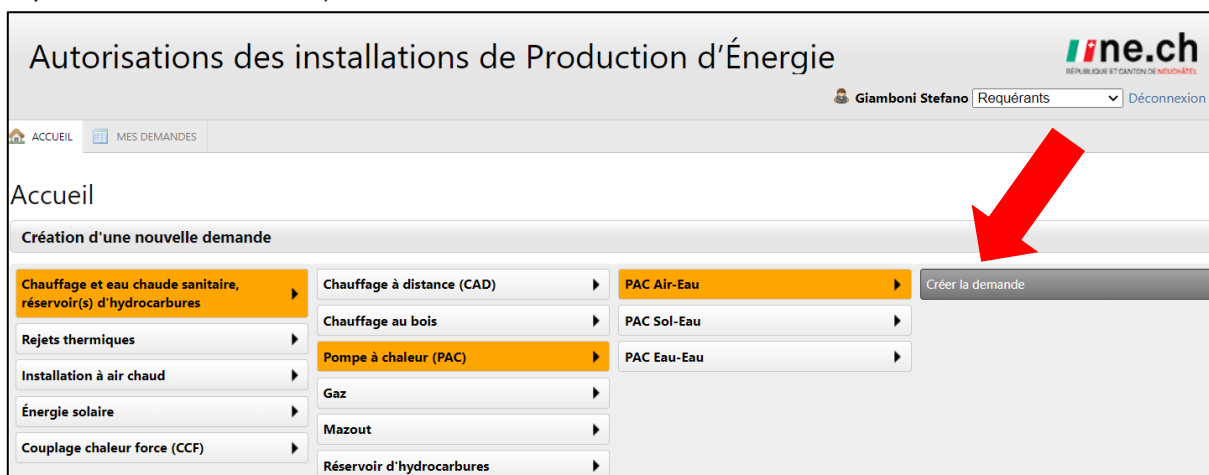 Autorisations des installations de Production d'Énergie
ne.ch
RÉPUBLIQUE ET CANTON DE NEUCHÂTEL
Giamboni Stefano Requérants Déconnexion
ACCUEIL MES DEMANDES
Accueil
Création d'une nouvelle demande
Chauffage et eau chaude sanitaire,
réservoir(s) d'hydrocarbures
Rejets thermiques
Installation à air chaud
Énergie solaire
Couplage chaleur force (CCF)
Chauffage à distance (CAD)
Chauffage au bois
Pompe à chaleur (PAC)
Gaz
Mazout
Réservoir d'hydrocarbures
PAC Air-Eau
PAC Sol-Eau
PAC Eau-Eau
Créer la demande